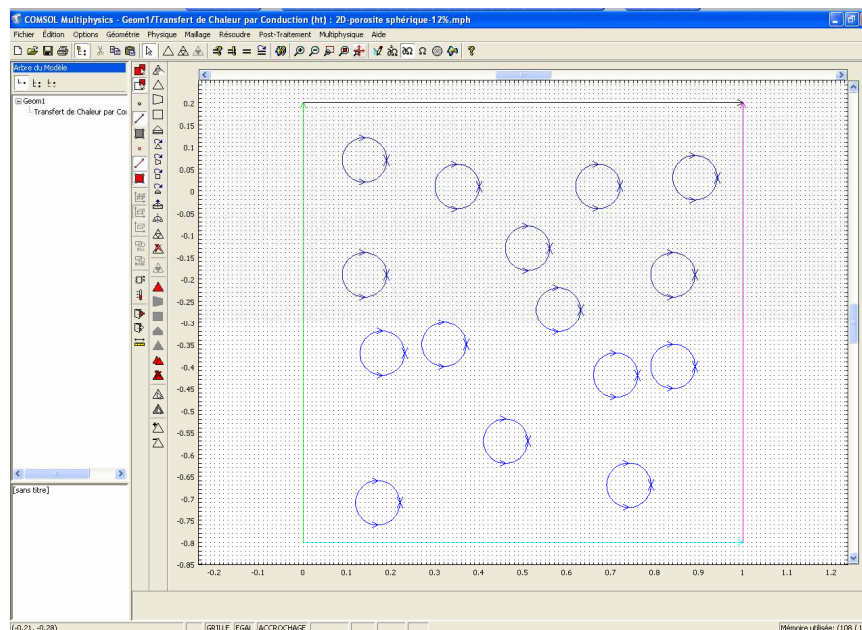 COMSOL Multiphysics - Geom1/Transfert de Chaleur par Conduction (ht) : 2D-porosite sphérique-12%.mph
Fichier Édition Options Géométrie Physique Maillage Résoudre Post-Traitement Multiphysique Aide
Arbre du Modèle
Geom1
Transfert de Chaleur par Con
[sans titre]
0.2
0.15
0.1
0.05
0
-0.05
-0.1
-0.15
-0.2
-0.25
-0.3
-0.35
-0.4
-0.45
-0.5
-0.55
-0.6
-0.65
-0.7
-0.75
-0.8
-0.85
-0.2 -0.1 0 0.1 0.2 0.3 0.4 0.5 0.6 0.7 0.8 0.9 1 1.1 1.2
(-0.21, -0.28) GRILLE EGAL ACCROCHAGE Mémoire utilisée: (108 / 1